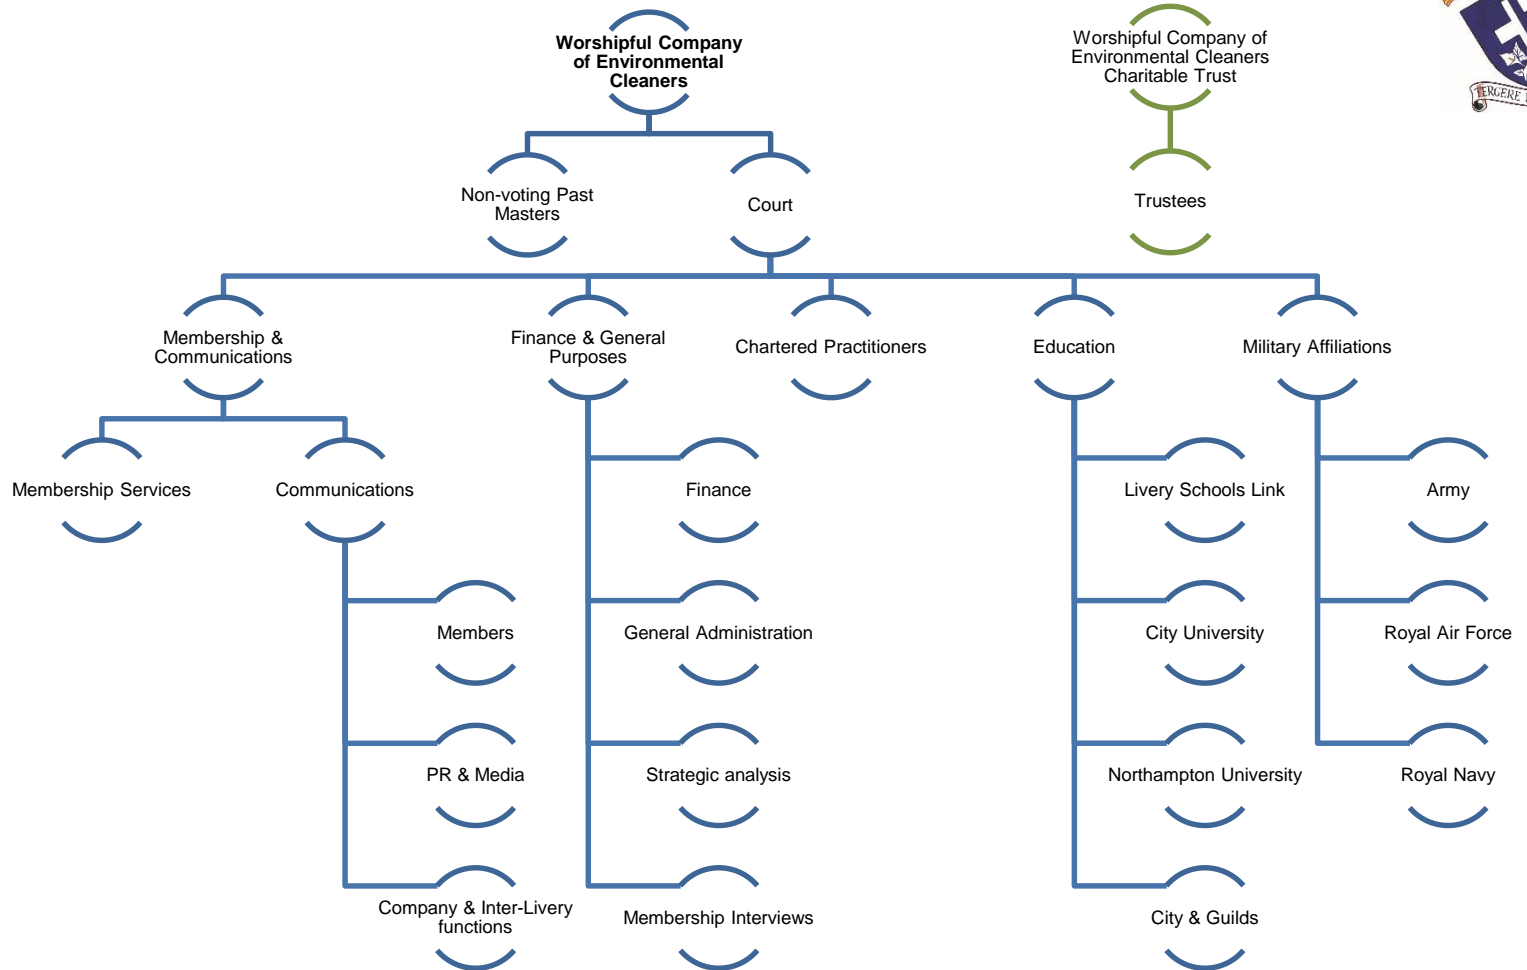 Worshipful Company
of Environmental
Cleaners
Worshipful Company of
Environmental Cleaners
Charitable Trust
TERGERE
Non-voting Past
Masters
Court
Trustees
Membership &
Communications
Finance & General
Purposes
Chartered Practitioners
Education
Military Affiliations
Membership Services
Communications
Finance
Livery Schools Link
Army
Members
General Administration
City University
Royal Air Force
PR & Media
Strategic analysis
Northampton University
Royal Navy
Company & Inter-Livery
functions
Membership Interviews
City & Guilds